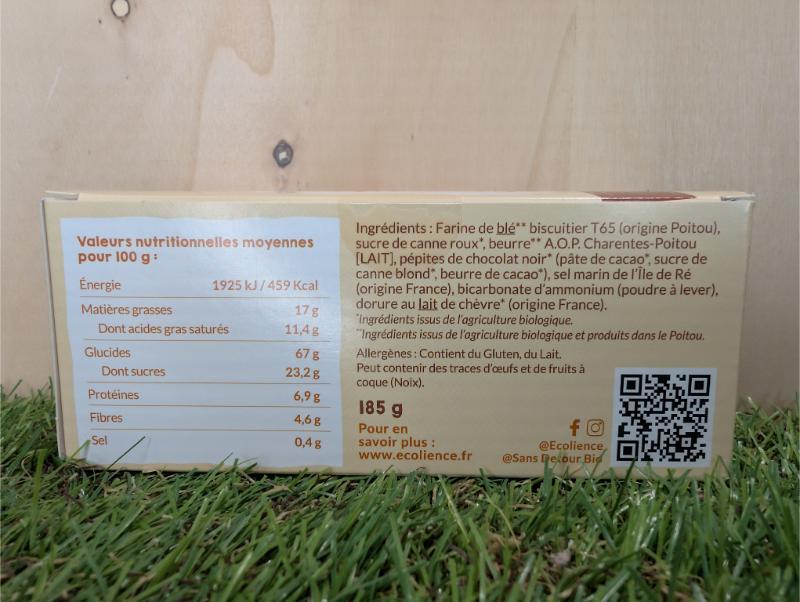 Valeurs nutritionnelles moyennes
pour 100 g :
Énergie 1925 kJ / 459 Kcal
Matières grasses 17 g
Dont acides gras saturés 11,4 g
Glucides 67 g
Dont sucres 23,2 g
Protéines 6,9 g
Fibres 4,6 g
Sel 0,4 g
Ingrédients : Farine de blé** biscuitier T65 (origine Poitou),
sucre de canne roux*, beurre** A.O.P. Charentes-Poitou
[LAIT], pépites de chocolat noir* (pâte de cacao*, sucre de
canne blond*, beurre de cacao*), sel marin de l'Île de Ré
(origine France), bicarbonate d'ammonium (poudre à lever),
dorure au lait de chèvre* (origine France).
*Ingrédients issus de l'agriculture biologique.
**Ingrédients issus de l'agriculture biologique et produits dans le Poitou.
Allergènes : Contient du Gluten, du Lait.
Peut contenir des traces d'œufs et de fruits à
coque (Noix).
185 g
Pour en
savoir plus :
www.ecolience.fr
@Ecolience
@Sans Detour Bio